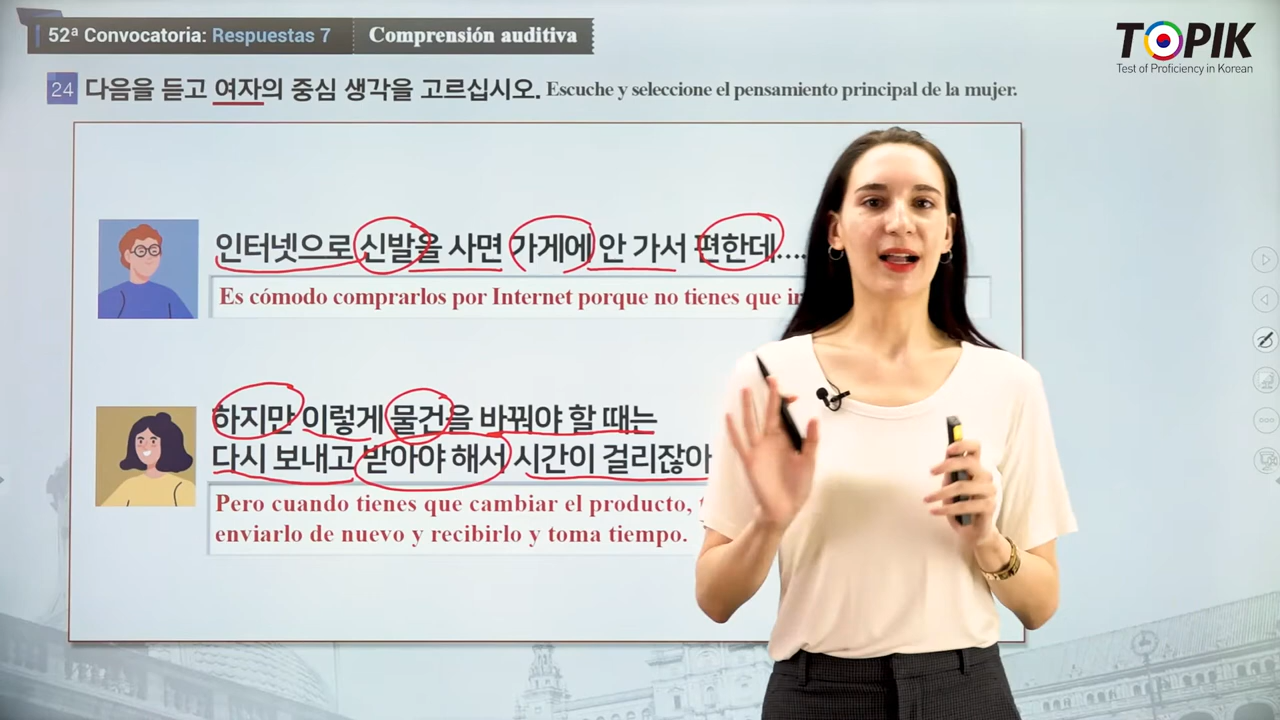 52ª Convocatoria: Respuestas 7
Comprensión auditiva
TOPIK
Test of Proficiency in Korean
24 다음을 듣고 여자의 중심 생각을 고르십시오. Escuche y seleccione el pensamiento principal de la mujer.
인터넷으로 신발을 사면 가게에 안 가서 편한데....
Es cómodo comprarlos por Internet porque no tienes que
하지만 이렇게 물건을 바꿔야 할 때는
다시 보내고 받아야 해서 시간이 걸리잖아
Pero cuando tienes que cambiar el producto,
enviarlo de nuevo y recibirlo y toma tiempo.